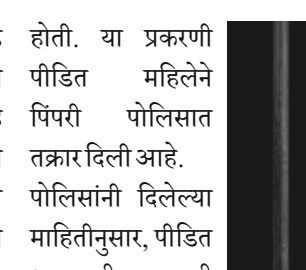 होती. या प्रकरणी
पीडित महिलेने
पिंपरी पोलिसात
तक्रार दिली आहे.
पोलिसांनी दिलेल्या
माहितीनुसार, पीडित